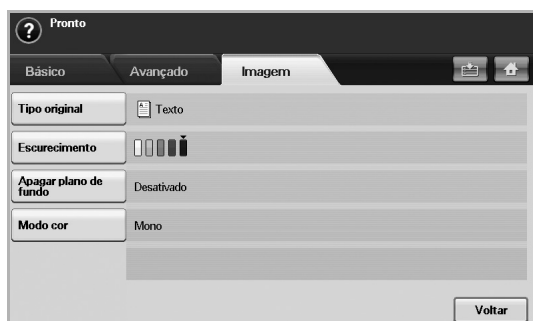 Pronto
Básico Avançado Imagem
Tipo original Texto
Escurecimento
Apagar plano de
fundo Desativado
Modo cor Mono
Voltar